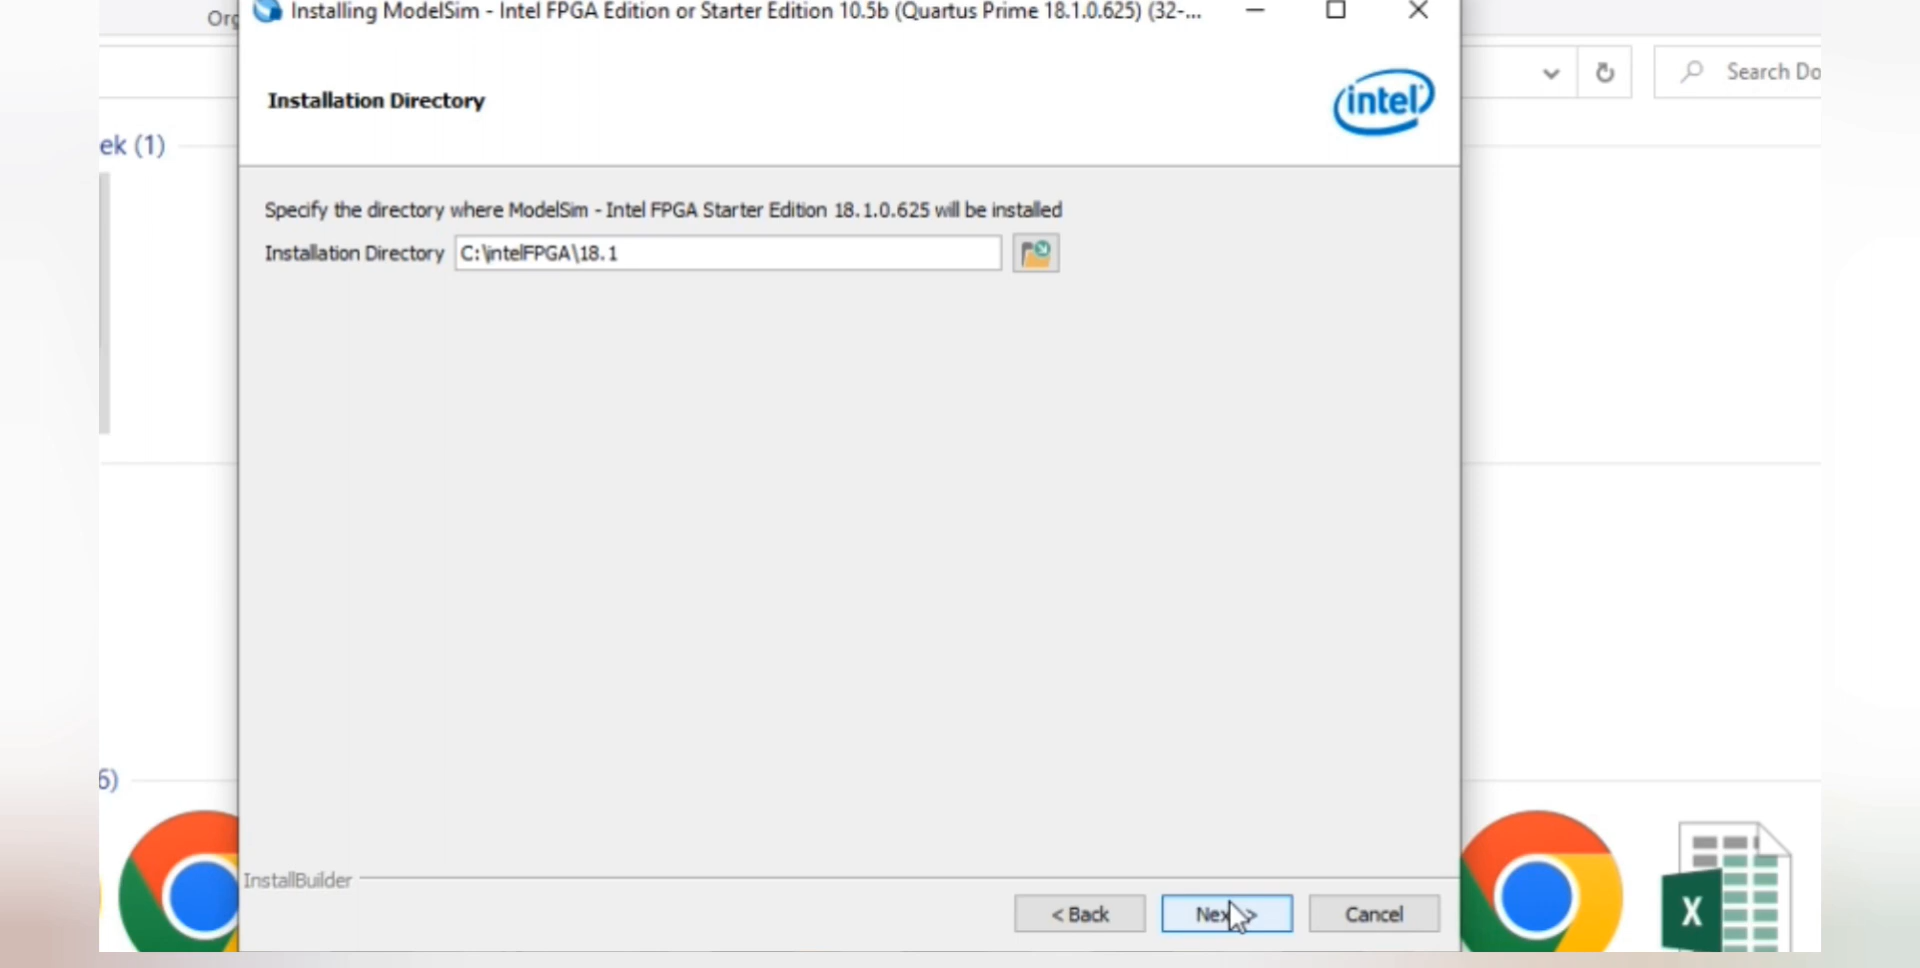 Installing ModelSim - Intel FPGA Edition or Starter Edition 10.5b (Quartus Prime 18.1.0.625) (32-...
Search Do
Installation Directory
intel
ek (1)
Specify the directory where ModelSim - Intel FPGA Starter Edition 18.1.0.625 will be installed
Installation Directory C:\intelFPGA\18.1
6)
InstallBuilder
< Back Next > Cancel
X